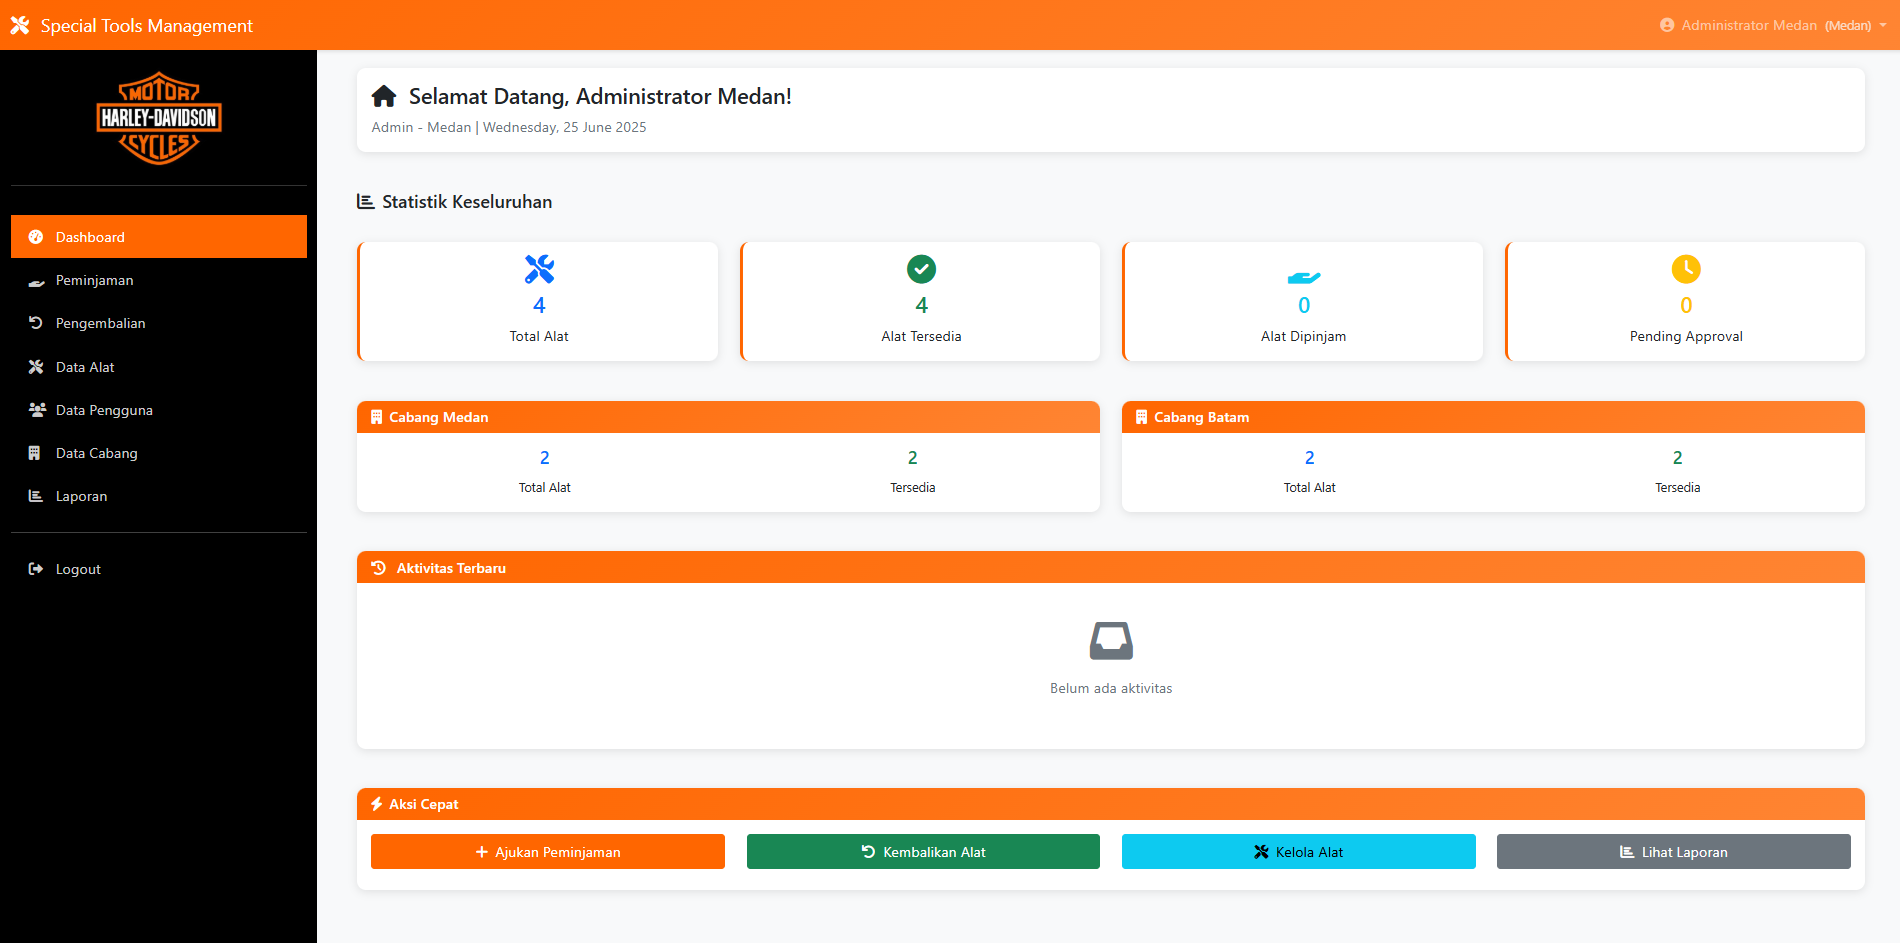 Special Tools Management
Administrator Medan (Medan)
MOTOR
HARLEY-DAVIDSON
CYCLES
Dashboard
Peminjaman
Pengembalian
Data Alat
Data Pengguna
Data Cabang
Laporan
Logout
Selamat Datang, Administrator Medan!
Admin - Medan | Wednesday, 25 June 2025
Statistik Keseluruhan
4
Total Alat
4
Alat Tersedia
0
Alat Dipinjam
0
Pending Approval
Cabang Medan
2
Total Alat
2
Tersedia
Cabang Batam
2
Total Alat
2
Tersedia
Aktivitas Terbaru
Belum ada aktivitas
Aksi Cepat
Ajukan Peminjaman
Kembalikan Alat
Kelola Alat
Lihat Laporan